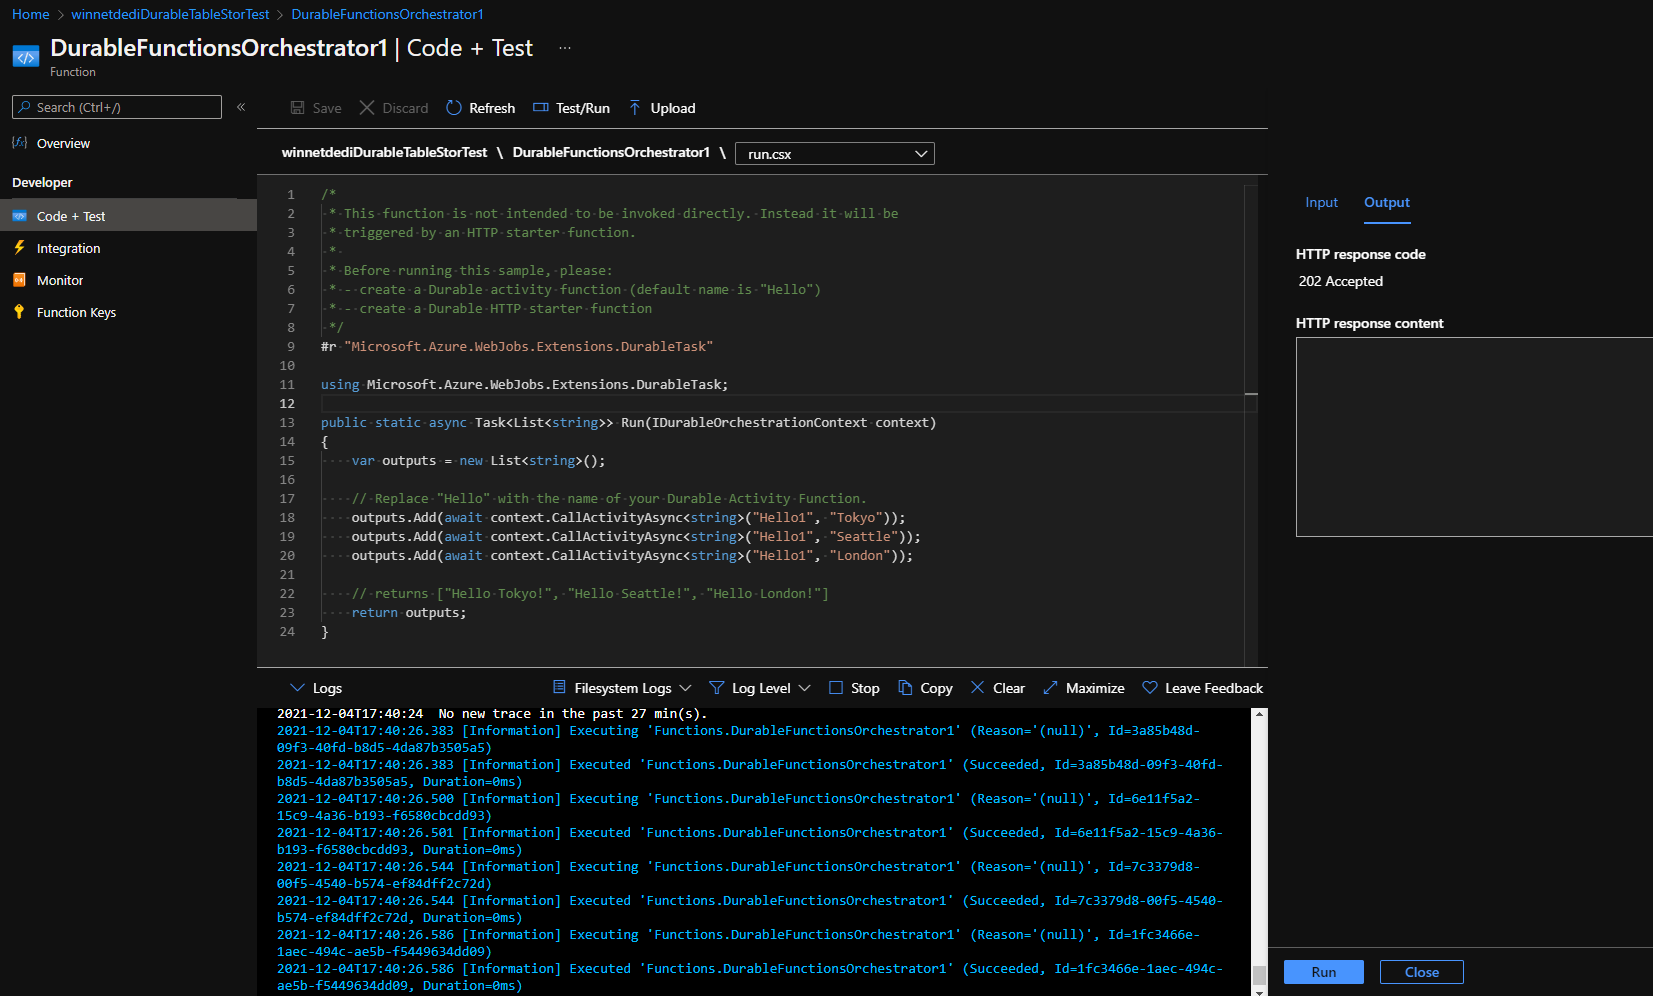 Home > winnetdediDurableTableStorTest > DurableFunctionsOrchestrator1
DurableFunctionsOrchestrator1 | Code + Test ...
Function
Search (Ctrl+/)
«
Overview
Developer
Code + Test
Integration
Monitor
Function Keys
Save Discard Refresh Test/Run Upload
winnetdediDurableTableStorTest \ DurableFunctionsOrchestrator1 \ run.csx
1 /*
2  * This function is not intended to be invoked directly. Instead it will be
3  * triggered by an HTTP starter function.
4  *
5  * Before running this sample, please:
6  * - create a Durable activity function (default name is "Hello")
7  * - create a Durable HTTP starter function
8  */
9 #r "Microsoft.Azure.WebJobs.Extensions.DurableTask"
10
11 using Microsoft.Azure.WebJobs.Extensions.DurableTask;
12
13 public static async Task<List<string>> Run(IDurableOrchestrationContext context)
14 {
15     var outputs = new List<string>();
16
17     // Replace "Hello" with the name of your Durable Activity Function.
18     outputs.Add(await context.CallActivityAsync<string>("Hello1", "Tokyo"));
19     outputs.Add(await context.CallActivityAsync<string>("Hello1", "Seattle"));
20     outputs.Add(await context.CallActivityAsync<string>("Hello1", "London"));
21
22     // returns ["Hello Tokyo!", "Hello Seattle!", "Hello London!"]
23     return outputs;
24 }
Logs Filesystem Logs Log Level Stop Copy Clear Maximize Leave Feedback
2021-12-04T17:40:24  No new trace in the past 27 min(s).
2021-12-04T17:40:26.383 [Information] Executing 'Functions.DurableFunctionsOrchestrator1' (Reason='(null)', Id=3a85b48d-
09f3-40fd-b8d5-4da87b3505a5)
2021-12-04T17:40:26.383 [Information] Executed 'Functions.DurableFunctionsOrchestrator1' (Succeeded, Id=3a85b48d-09f3-40fd-
b8d5-4da87b3505a5, Duration=0ms)
2021-12-04T17:40:26.500 [Information] Executing 'Functions.DurableFunctionsOrchestrator1' (Reason='(null)', Id=6e11f5a2-
15c9-4a36-b193-f6580cbcdd93)
2021-12-04T17:40:26.501 [Information] Executed 'Functions.DurableFunctionsOrchestrator1' (Succeeded, Id=6e11f5a2-15c9-4a36-
b193-f6580cbcdd93, Duration=0ms)
2021-12-04T17:40:26.544 [Information] Executing 'Functions.DurableFunctionsOrchestrator1' (Reason='(null)', Id=7c3379d8-
00f5-4540-b574-ef84dff2c72d)
2021-12-04T17:40:26.544 [Information] Executed 'Functions.DurableFunctionsOrchestrator1' (Succeeded, Id=7c3379d8-00f5-4540-
b574-ef84dff2c72d, Duration=0ms)
2021-12-04T17:40:26.586 [Information] Executing 'Functions.DurableFunctionsOrchestrator1' (Reason='(null)', Id=1fc3466e-
1aec-494c-ae5b-f5449634dd09)
2021-12-04T17:40:26.586 [Information] Executed 'Functions.DurableFunctionsOrchestrator1' (Succeeded, Id=1fc3466e-1aec-494c-
ae5b-f5449634dd09, Duration=0ms)
Input Output
HTTP response code
202 Accepted
HTTP response content
Run Close